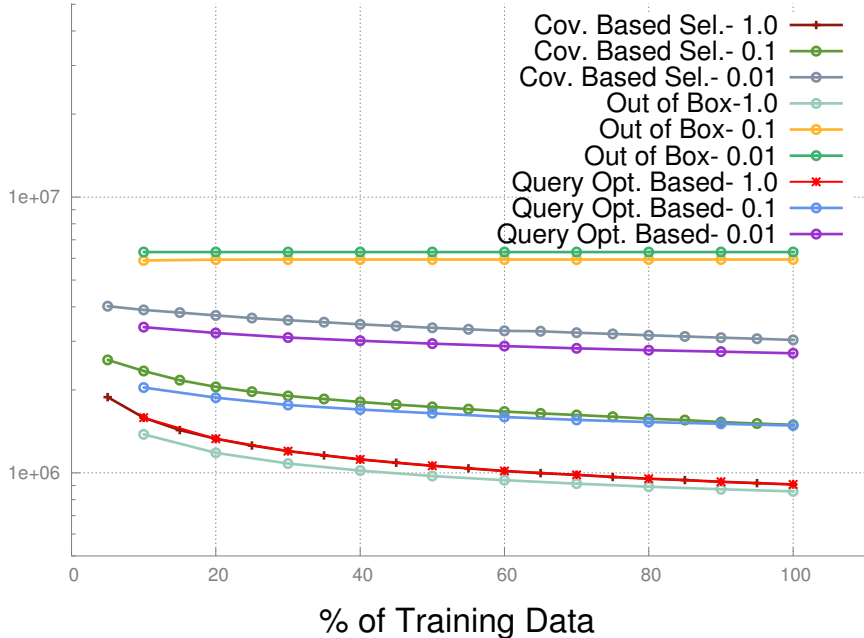 Cov. Based Sel.- 1.0
Cov. Based Sel.- 0.1
Cov. Based Sel.- 0.01
Out of Box-1.0
Out of Box- 0.1
Out of Box- 0.01
Query Opt. Based- 1.0
Query Opt. Based- 0.1
Query Opt. Based- 0.01
1e+07
1e+06
0 20 40 60 80 100
% of Training Data